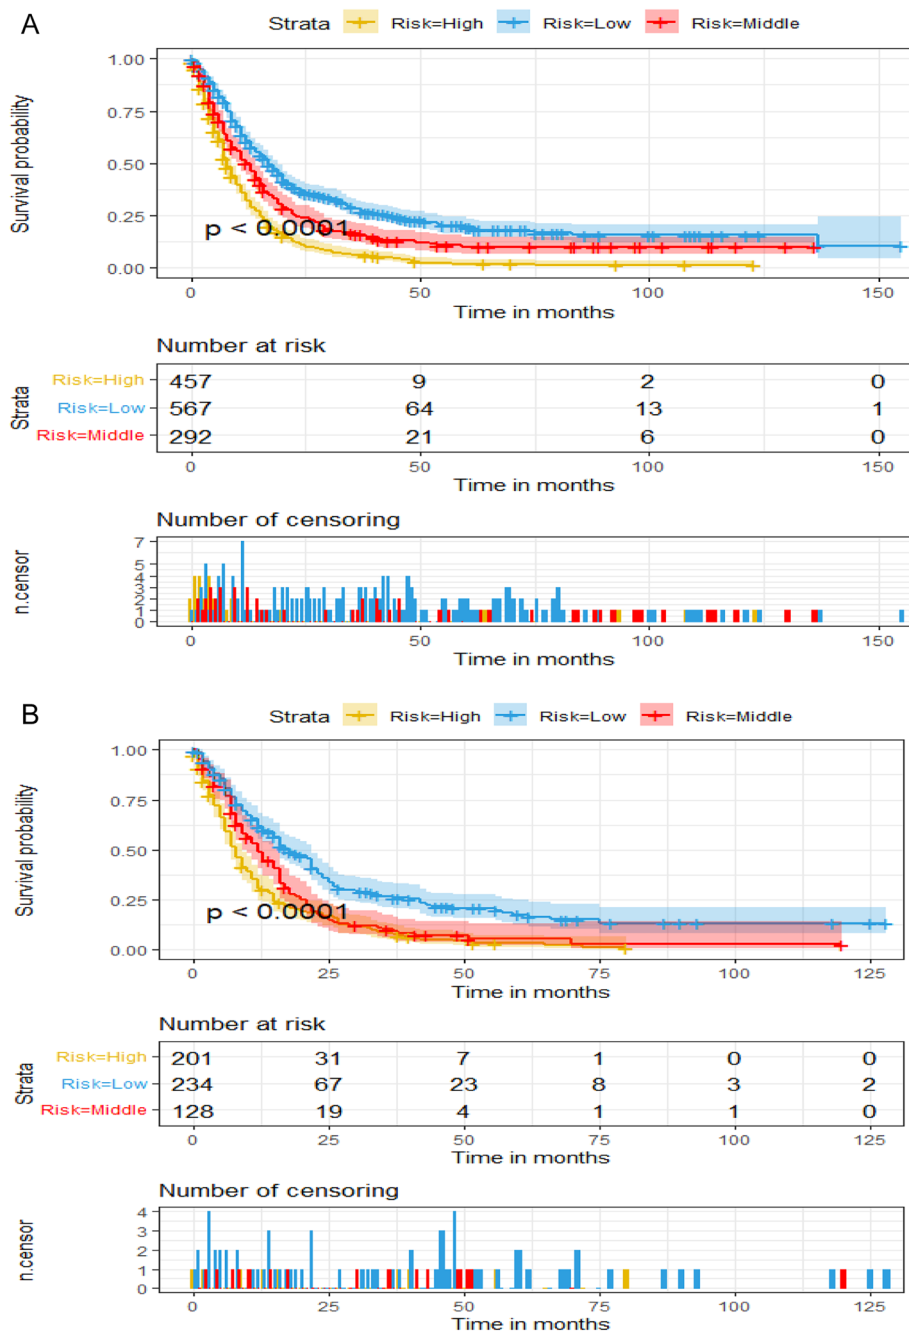 A
Strata Risk=High Risk=Low Risk=Middle
Survival probability
1.00
0.75
0.50
0.25
0.00
p < 0.0001
0 50 100 150
Time in months
Number at risk
Strata
Risk=High 457 9 2 0
Risk=Low 567 64 13 1
Risk=Middle 292 21 6 0
0 50 100 150
Time in months
Number of censoring
n.censor
7
5
4
3
2
1
0
0 50 100 150
Time in months
B
Strata Risk=High Risk=Low Risk=Middle
Survival probability
1.00
0.75
0.50
0.25
0.00
p < 0.0001
0 25 50 75 100 125
Time in months
Number at risk
Strata
Risk=High 201 31 7 1 0 0
Risk=Low 234 67 23 8 3 2
Risk=Middle 128 19 4 1 1 0
0 25 50 75 100 125
Time in months
Number of censoring
n.censor
4
3
2
1
0
0 25 50 75 100 125
Time in months